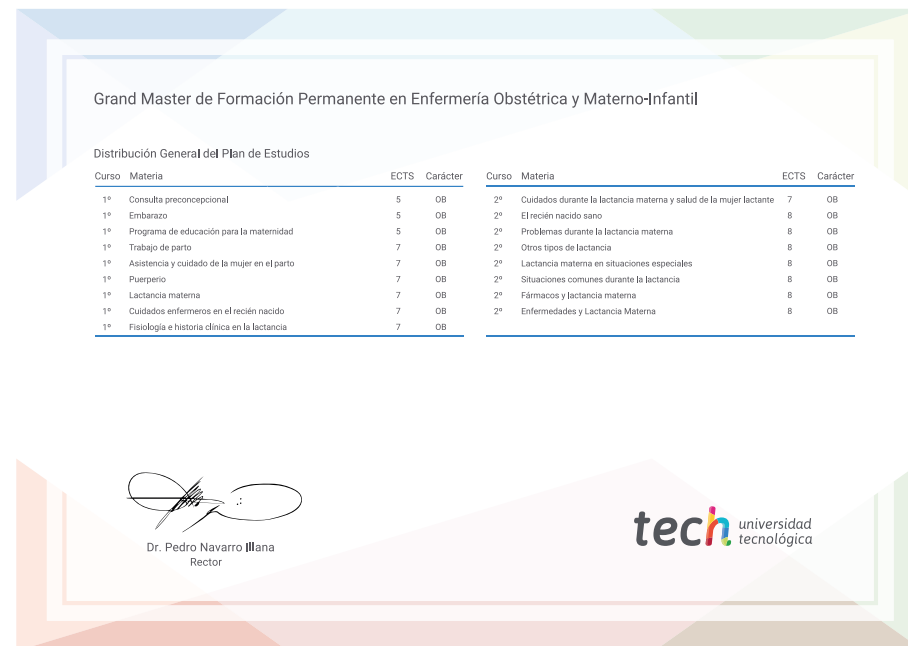 Grand Master de Formación Permanente en Enfermería Obstétrica y Materno-Infantil
Distribución General del Plan de Estudios
Curso Materia ECTS Carácter
1º Consulta preconcepcional 5 OB
1º Embarazo 5 OB
1º Programa de educación para la maternidad 5 OB
1º Trabajo de parto 7 OB
1º Asistencia y cuidado de la mujer en el parto 7 OB
1º Puerperio 7 OB
1º Lactancia materna 7 OB
1º Cuidados enfermeros en el recién nacido 7 OB
1º Fisiología e historia clínica en la lactancia 7 OB
Curso Materia ECTS Carácter
2º Cuidados durante la lactancia materna y salud de la mujer lactante 7 OB
2º El recién nacido sano 8 OB
2º Problemas durante la lactancia materna 8 OB
2º Otros tipos de lactancia 8 OB
2º Lactancia materna en situaciones especiales 8 OB
2º Situaciones comunes durante la lactancia 8 OB
2º Fármacos y lactancia materna 8 OB
2º Enfermedades y Lactancia Materna 8 OB
Dr. Pedro Navarro Illana
Rector
tech universidad
tecnológica